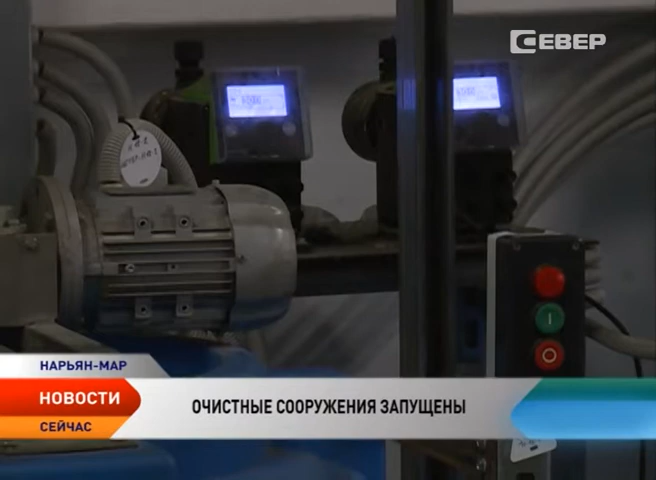 СЕВЕР
НАРЬЯН-МАР
НОВОСТИ
СЕЙЧАС
ОЧИСТНЫЕ СООРУЖЕНИЯ ЗАПУЩЕНЫ